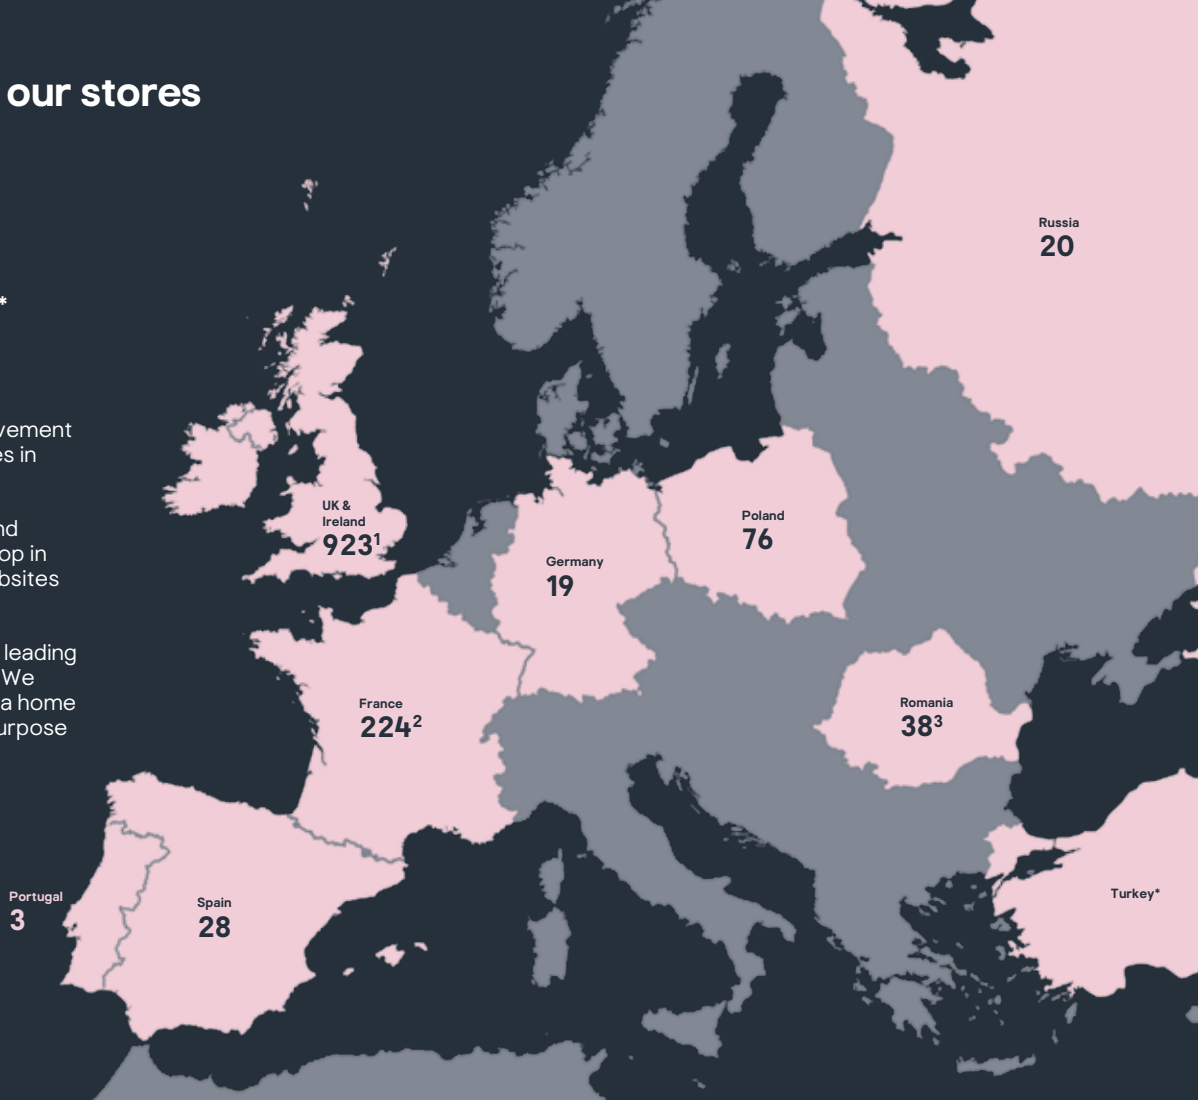 our stores
*
vement
es in
nd
op in
bsites
leading
We
a home
urpose
Russia
20
UK &
Ireland
923¹
Poland
76
Germany
19
France
224²
Romania
38³
Portugal
3
Spain
28
Turkey*